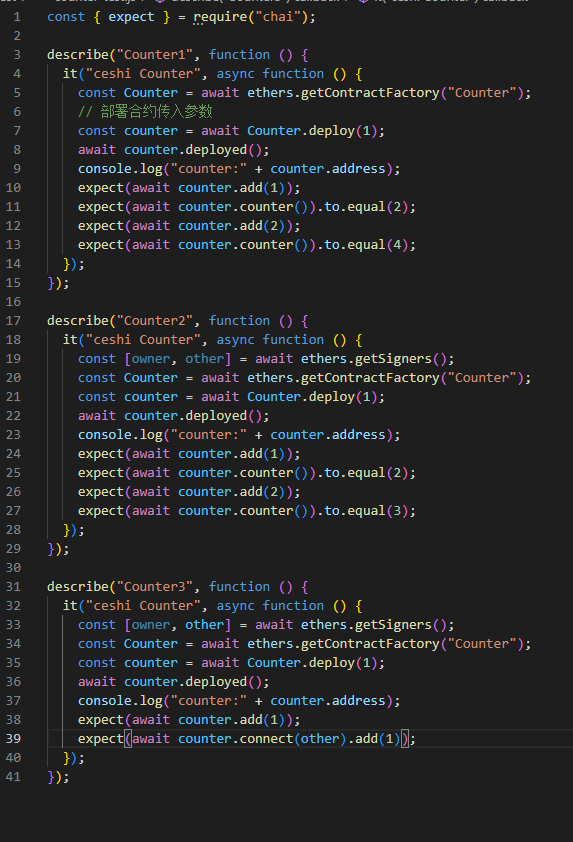 1 const { expect } = require("chai");
2
3 describe("Counter1", function () {
4   it("ceshi Counter", async function () {
5     const Counter = await ethers.getContractFactory("Counter");
6     // 部署合约传入参数
7     const counter = await Counter.deploy(1);
8     await counter.deployed();
9     console.log("counter:" + counter.address);
10     expect(await counter.add(1));
11     expect(await counter.counter()).to.equal(2);
12     expect(await counter.add(2));
13     expect(await counter.counter()).to.equal(4);
14   });
15 });
16
17 describe("Counter2", function () {
18   it("ceshi Counter", async function () {
19     const [owner, other] = await ethers.getSigners();
20     const Counter = await ethers.getContractFactory("Counter");
21     const counter = await Counter.deploy(1);
22     await counter.deployed();
23     console.log("counter:" + counter.address);
24     expect(await counter.add(1));
25     expect(await counter.counter()).to.equal(2);
26     expect(await counter.add(2));
27     expect(await counter.counter()).to.equal(3);
28   });
29 });
30
31 describe("Counter3", function () {
32   it("ceshi Counter", async function () {
33     const [owner, other] = await ethers.getSigners();
34     const Counter = await ethers.getContractFactory("Counter");
35     const counter = await Counter.deploy(1);
36     await counter.deployed();
37     console.log("counter:" + counter.address);
38     expect(await counter.add(1));
39     expect(await counter.connect(other).add(1));
40   });
41 });